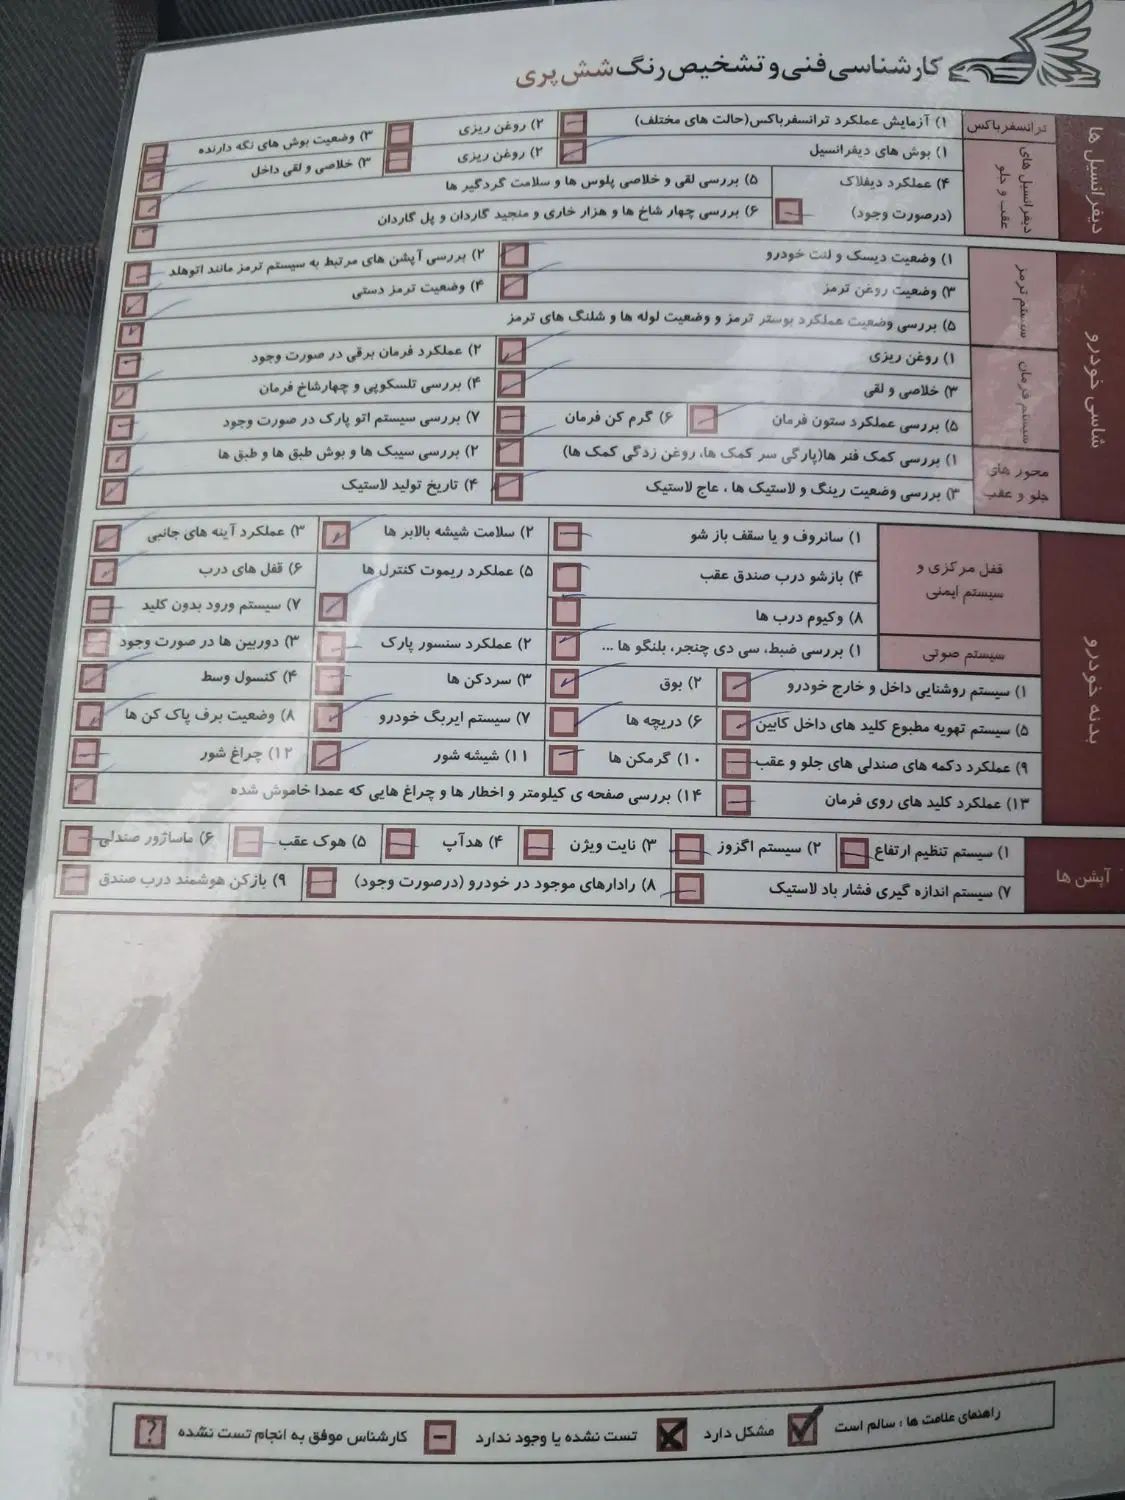 کارشناسی فنی و تشخیص رنگ شش پری
دیفرانسیل ها
ترانسفرباکس
۱) آزمایش عملکرد ترانسفرباکس(حالت های مختلف)
۲) روغن ریزی
۳) وضعیت بوش های نگه دارنده
دیفرانسیل های عقب و جلو
۱) بوش های دیفرانسیل
۲) روغن ریزی
۳) خلاصی و لقی داخل
۴) عملکرد دیفلاک
(درصورت وجود)
۵) بررسی لقی و خلاصی پلوس ها و سلامت گردگیر ها
۶) بررسی چهار شاخ ها و هزار خاری و منجید گاردان و پل گاردان
شاسی خودرو
سیستم ترمز
۱) وضعیت دیسک و لنت خودرو
۲) بررسی آپشن های مرتبط به سیستم ترمز مانند اتوهلد
۳) وضعیت روغن ترمز
۴) وضعیت ترمز دستی
۵) بررسی وضعیت عملکرد بوستر ترمز و وضعیت لوله ها و شلنگ های ترمز
سیستم فرمان
۱) روغن ریزی
۲) عملکرد فرمان برقی در صورت وجود
۳) خلاصی و لقی
۴) بررسی تلسکوپی و چهارشاخ فرمان
۵) بررسی عملکرد ستون فرمان
۶) گرم کن فرمان
۷) بررسی سیستم اتو پارک در صورت وجود
محور های جلو و عقب
۱) بررسی کمک فنر ها(پارگی سر کمک ها، روغن زدگی کمک ها)
۲) بررسی سیبک ها و بوش طبق ها و طبق ها
۳) بررسی وضعیت رینگ و لاستیک ها ، عاج لاستیک
۴) تاریخ تولید لاستیک
بدنه خودرو
قفل مرکزی و سیستم ایمنی
۱) سانروف و یا سقف باز شو
۲) سلامت شیشه بالابر ها
۳) عملکرد آینه های جانبی
۴) بازشو درب صندق عقب
۵) عملکرد ریموت کنترل ها
۶) قفل های درب
۸) وکیوم درب ها
۷) سیستم ورود بدون کلید
سیستم صوتی
۱) بررسی ضبط، سی دی چنجر، بلنگو ها ...
۲) عملکرد سنسور پارک
۳) دوربین ها در صورت وجود
۱) سیستم روشنایی داخل و خارج خودرو
۲) بوق
۳) سردکن ها
۴) کنسول وسط
۵) سیستم تهویه مطبوع کلید های داخل کابین
۶) دریچه ها
۷) سیستم ایربگ خودرو
۸) وضعیت برف پاک کن ها
۹) عملکرد دکمه های صندلی های جلو و عقب
۱۰) گرمکن ها
۱۱) شیشه شور
۱۲) چراغ شور
۱۳) عملکرد کلید های روی فرمان
۱۴) بررسی صفحه ی کیلومتر و اخطار ها و چراغ هایی که عمدا خاموش شده
آپشن ها
۱) سیستم تنظیم ارتفاع
۲) سیستم اگزوز
۳) نایت ویژن
۴) هدآپ
۵) هوک عقب
۶) ماساژور صندلی
۷) سیستم اندازه گیری فشار باد لاستیک
۸) رادارهای موجود در خودرو (درصورت وجود)
۹) بازکن هوشمند درب صندق
راهنمای علامت ها : سالم است
مشکل دارد
تست نشده یا وجود ندارد
کارشناس موفق به انجام تست نشده
?